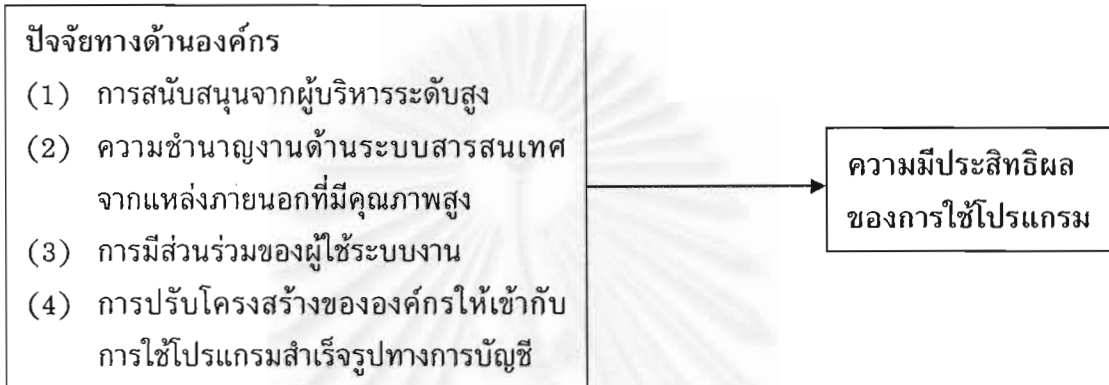 ปัจจัยทางด้านองค์กร
(1) การสนับสนุนจากผู้บริหารระดับสูง
(2) ความชำนาญงานด้านระบบสารสนเทศ
จากแหล่งภายนอกที่มีคุณภาพสูง
(3) การมีส่วนร่วมของผู้ใช้ระบบงาน
(4) การปรับโครงสร้างขององค์กรให้เข้ากับ
การใช้โปรแกรมสำเร็จรูปทางการบัญชี
ความมีประสิทธิผล
ของการใช้โปรแกรม